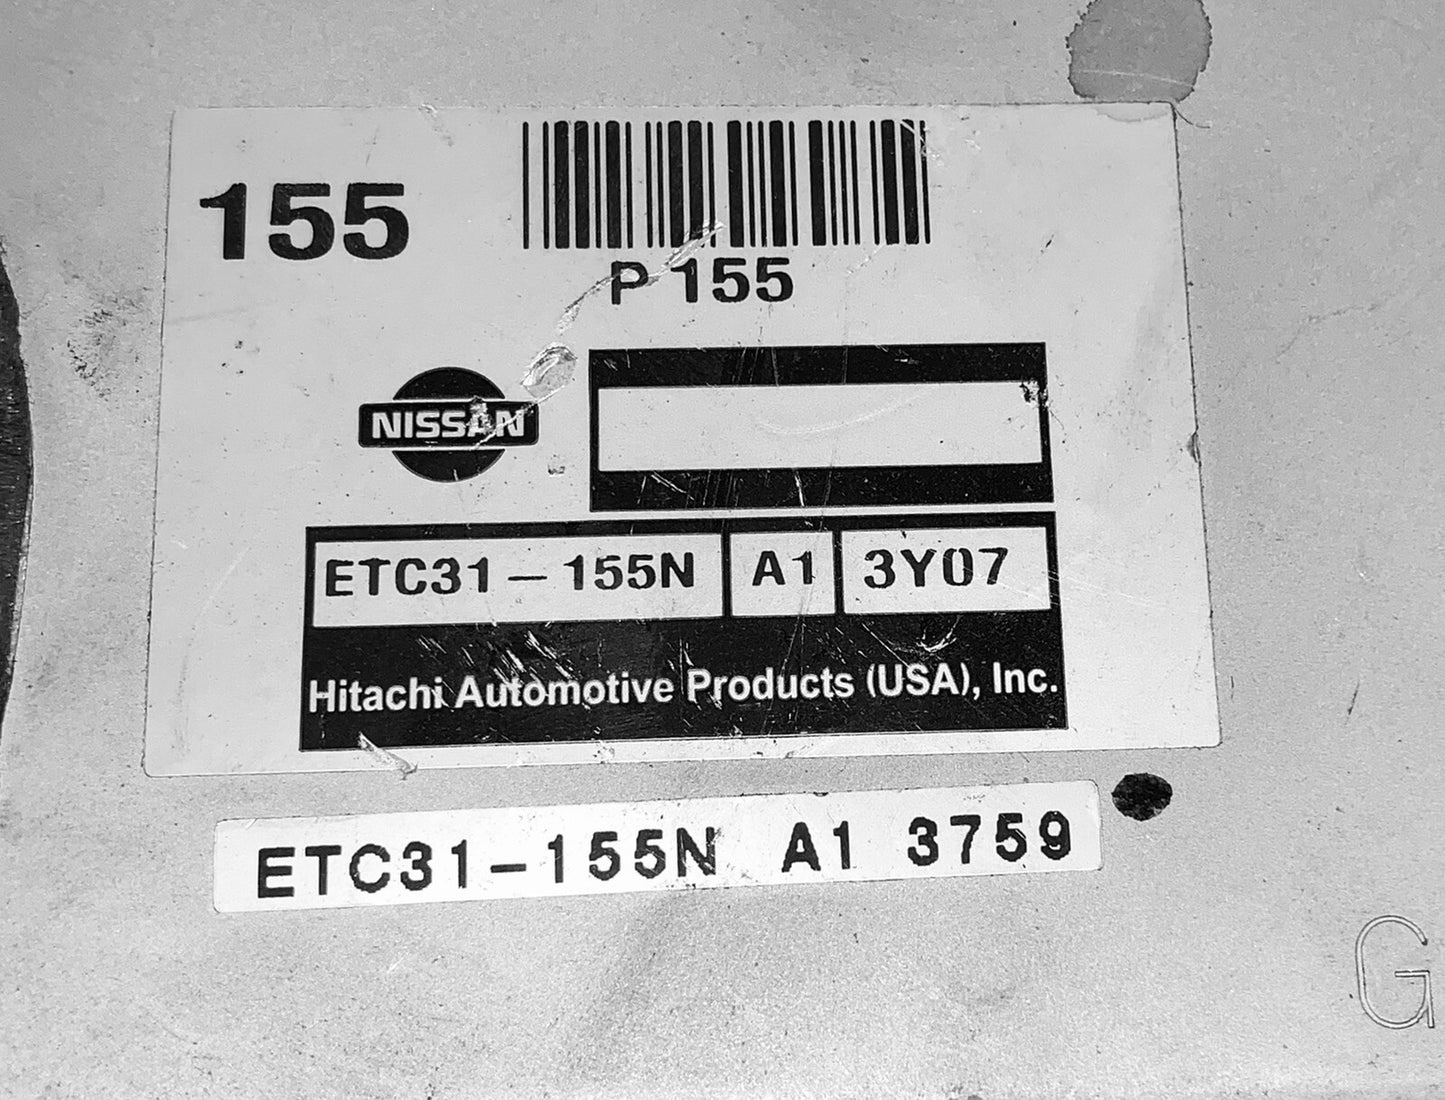 155
P 155
NISSAN
ETC31-155N A1 3Y07
Hitachi Automotive Products (USA), Inc.
ETC31-155N A1 3759
G